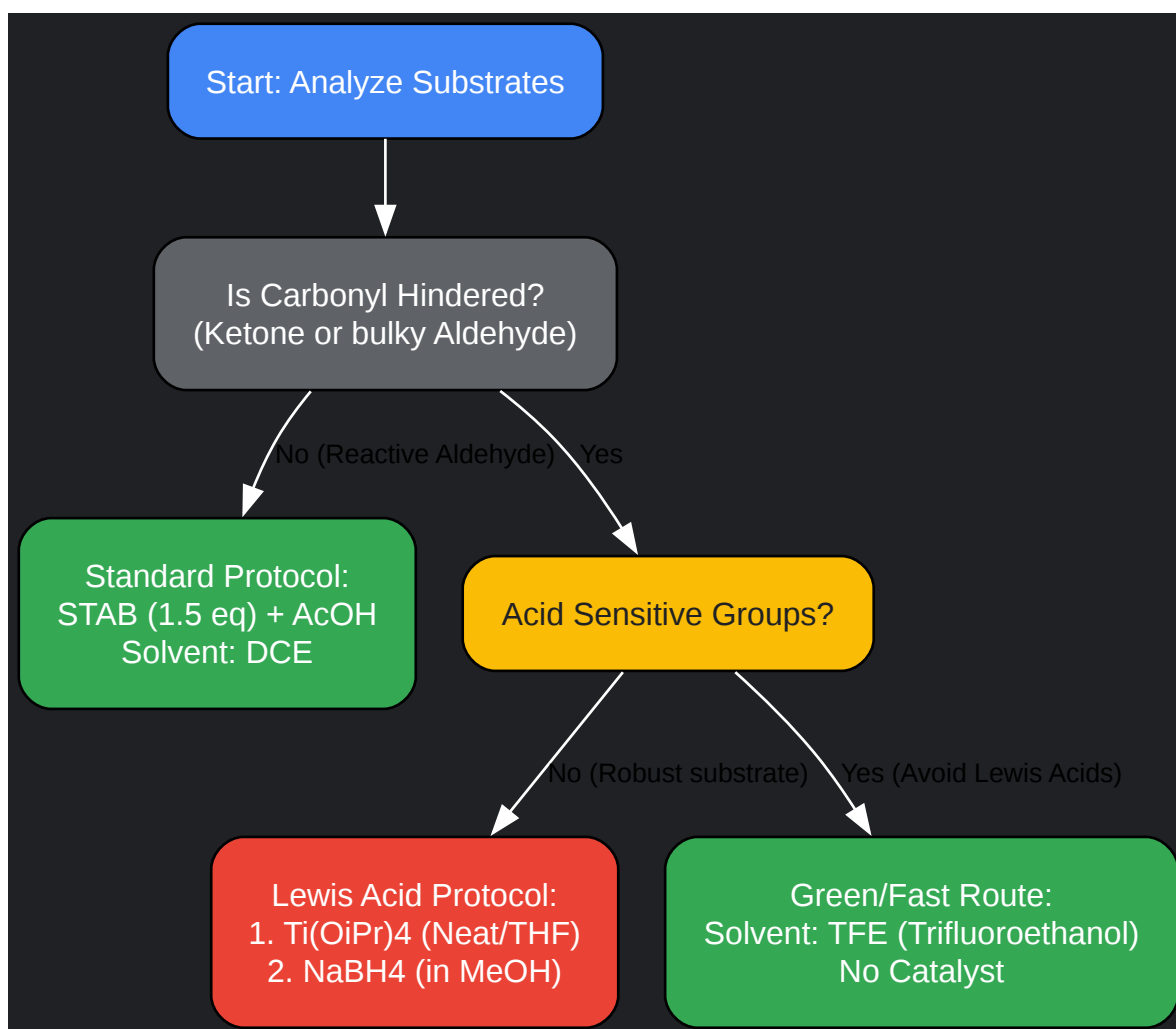 Start: Analyze Substrates
Is Carbonyl Hindered?
(Ketone or bulky Aldehyde)
No (Reactive Aldehyde)
Yes
Standard Protocol:
STAB (1.5 eq) + AcOH
Solvent: DCE
Acid Sensitive Groups?
No (Robust substrate)
Yes (Avoid Lewis Acids)
Lewis Acid Protocol:
1. Ti(OiPr)4 (Neat/THF)
2. NaBH4 (in MeOH)
Green/Fast Route:
Solvent: TFE (Trifluoroethanol)
No Catalyst